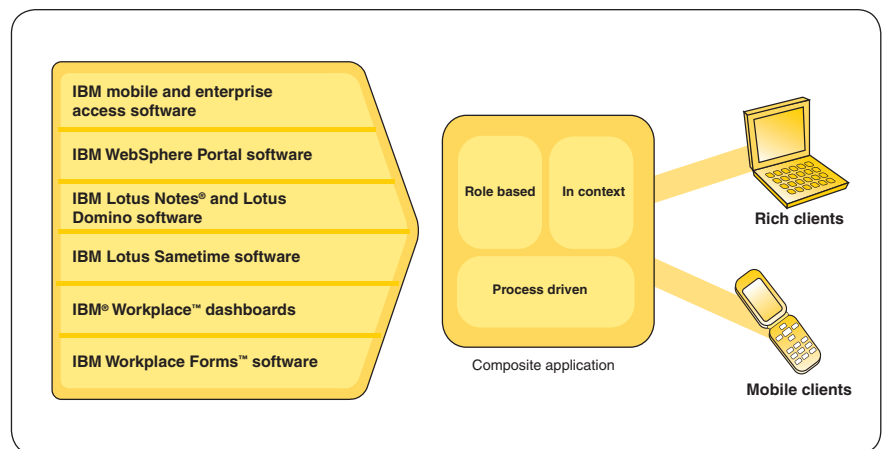 IBM mobile and enterprise
access software
IBM WebSphere Portal software
IBM Lotus Notes® and Lotus
Domino software
IBM Lotus Sametime software
IBM® Workplace™ dashboards
IBM Workplace Forms™ software
Role based
In context
Process driven
Composite application
Rich clients
Mobile clients